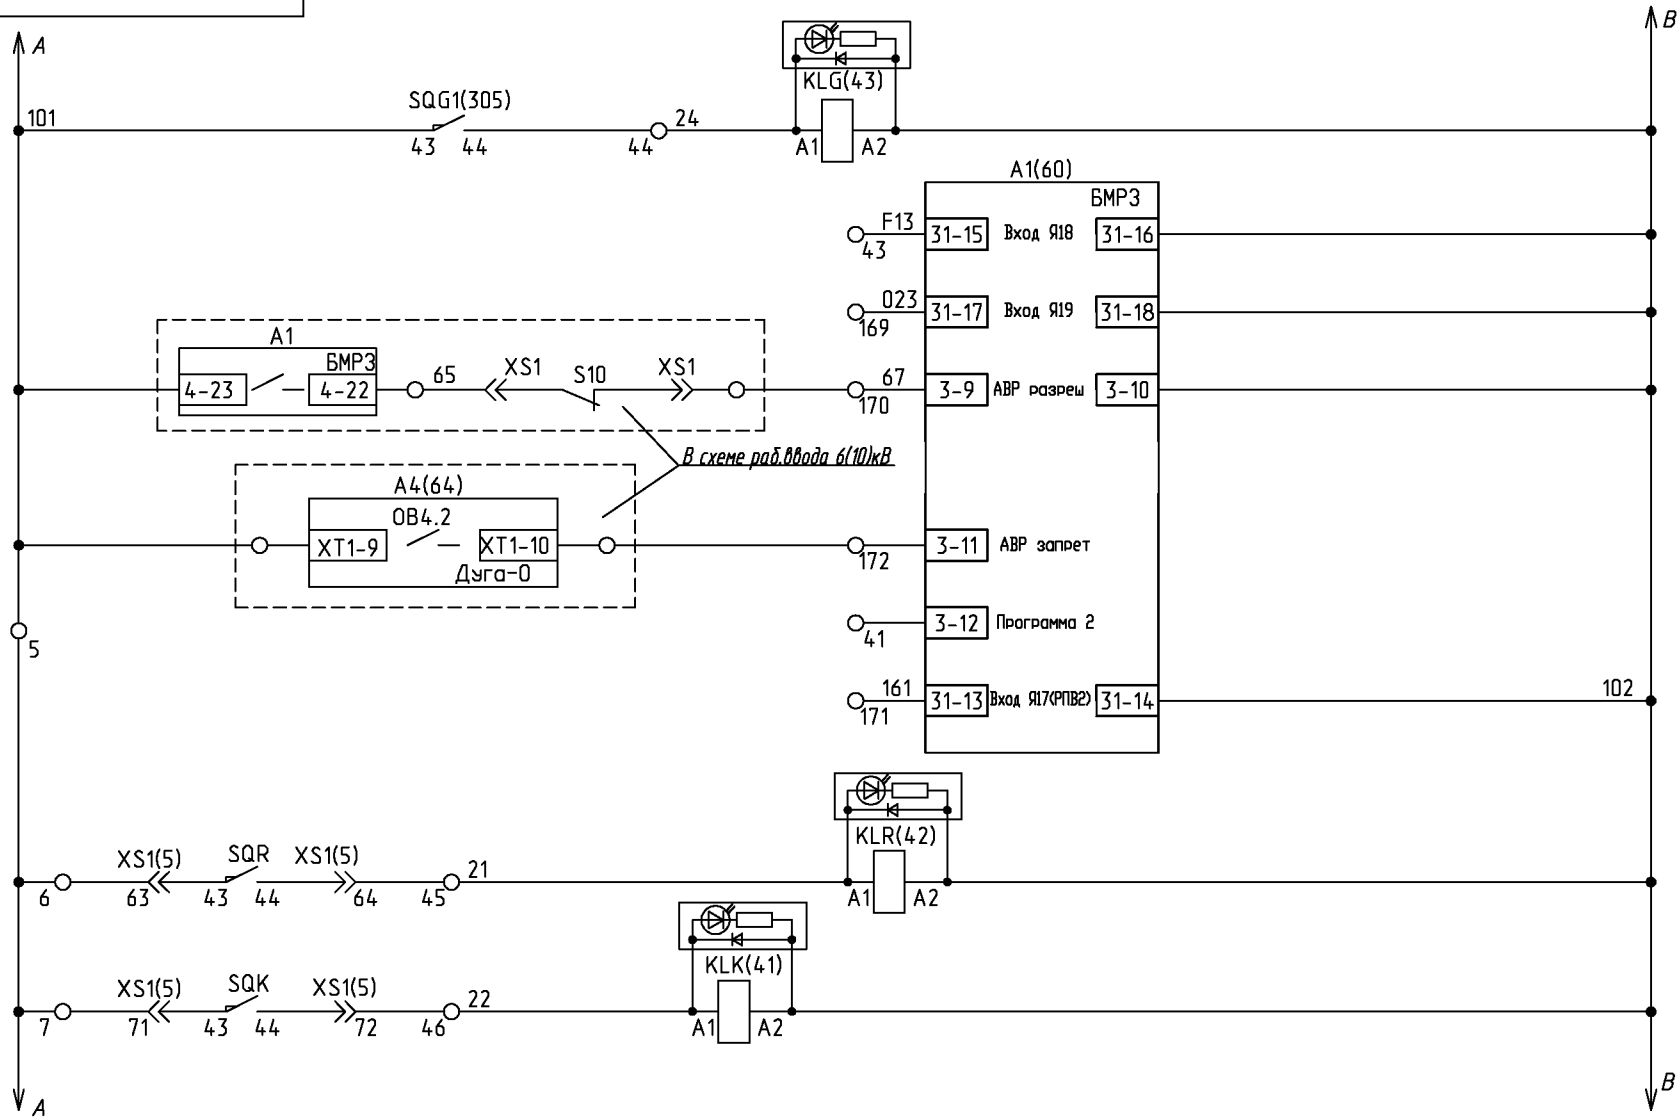 A
B
KLG(43)
SQG1(305)
101
43
44
44
24
A1
A2
A1(60)
БМРЗ
F13
43
31-15
Вход Я18
31-16
023
169
31-17
Вход Я19
31-18
A1
БМРЗ
4-23
4-22
65
XS1
S10
XS1
67
170
3-9
АВР разреш
3-10
В схеме раб.ввода 6(10)кВ
A4(64)
ОВ4.2
XT1-9
XT1-10
Дуга-0
172
3-11
АВР запрет
5
41
3-12
Программа 2
161
171
31-13
Вход Я17(РПВ2)
31-14
102
KLR(42)
6
XS1(5)
63
SQR
43
44
XS1(5)
64
45
21
A1
A2
KLK(41)
7
XS1(5)
71
SQK
43
44
XS1(5)
72
46
22
A1
A2
A
B